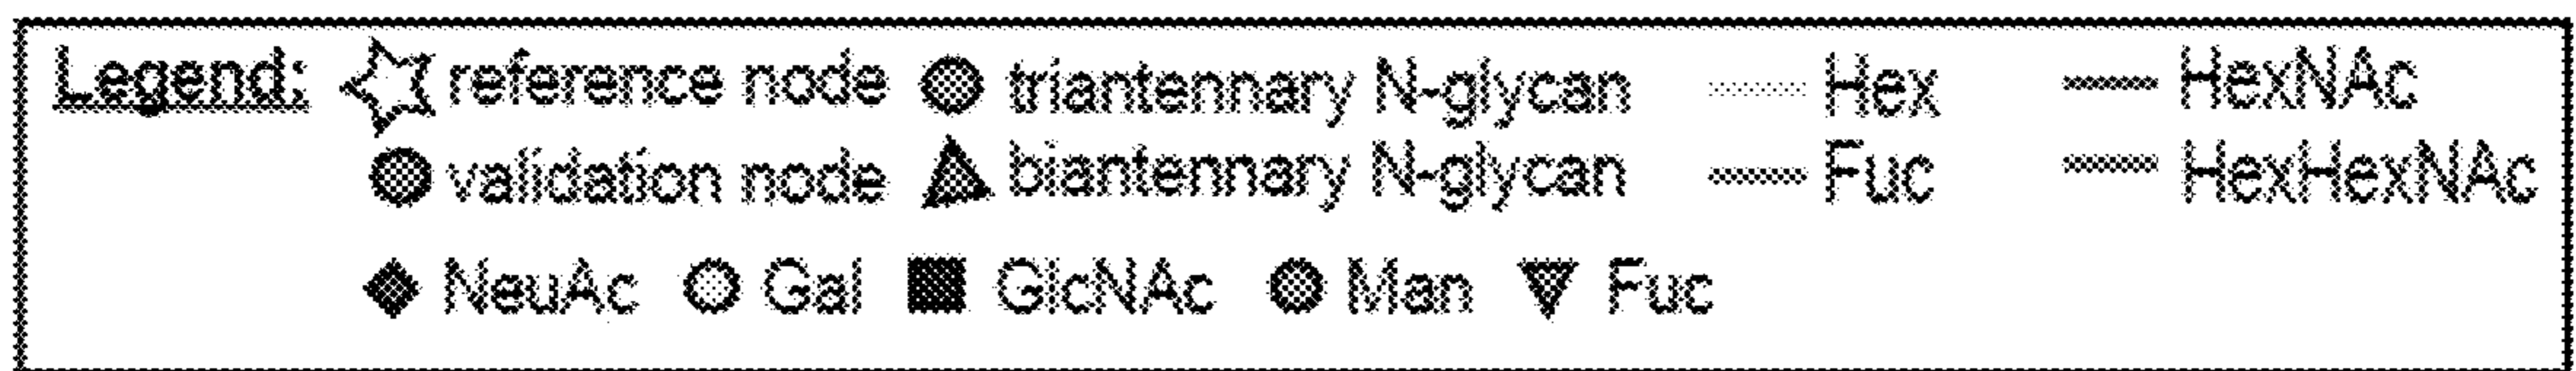 Legend: reference node triantennary N-glycan Hex HexNAc
validation node biantennary N-glycan Fuc HexHexNAc
NeuAc Gal GlcNAc Man Fuc